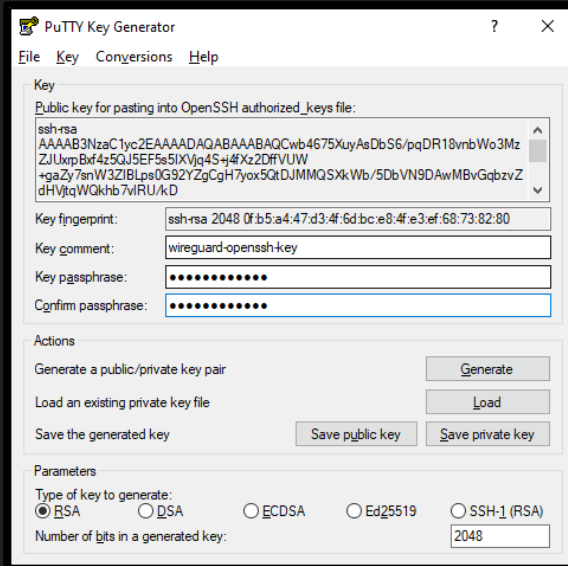 PuTTY Key Generator
File Key Conversions Help
Key
Public key for pasting into OpenSSH authorized_keys file:
ssh-rsa
AAAAB3NzaC1yc2EAAAADAQABAAABAQCwb4675XuyAsDbS6/pqDR18vnbWo3Mz
ZJUxrpBxf4z5QJ5EF5s5IXVjq4S+j4fXz2DffVUW
+gaZy7snW3ZIBLps0G92YZgCgH7yox5QtDJMMQSXkWb/5DbVN9DAwMBvGqbzvZ
dHVjtqWQkhb7vlRU/kD
Key fingerprint: ssh-rsa 2048 0f:b5:a4:47:d3:4f:6d:bc:e8:4f:e3:ef:68:73:82:80
Key comment: wireguard-openssh-key
Key passphrase: ••••••••••••
Confirm passphrase: ••••••••••••
Actions
Generate a public/private key pair Generate
Load an existing private key file Load
Save the generated key Save public key Save private key
Parameters
Type of key to generate:
RSA DSA ECDSA Ed25519 SSH-1 (RSA)
Number of bits in a generated key: 2048